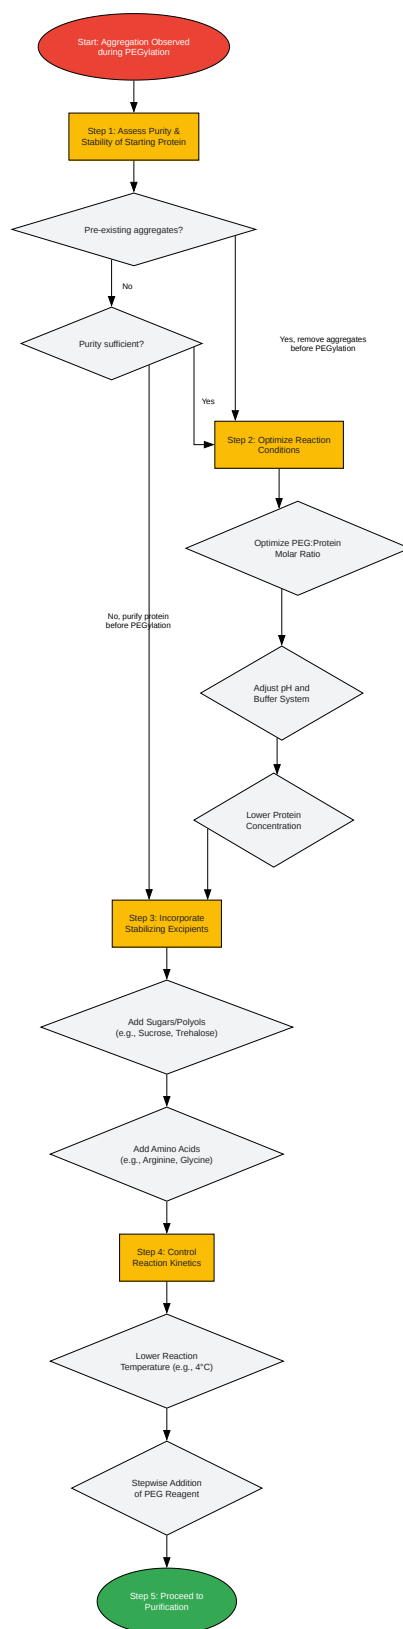 Start: Aggregation Observed
during PEGylation
Step 1: Assess Purity &
Stability of Starting Protein
Pre-existing aggregates?
No
Yes, remove aggregates
before PEGylation
Purity sufficient?
Yes
Step 2: Optimize Reaction
Conditions
Optimize PEG:Protein
Molar Ratio
No, purify protein
before PEGylation
Adjust pH and
Buffer System
Lower Protein
Concentration
Step 3: Incorporate
Stabilizing Excipients
Add Sugars/Polyols
(e.g., Sucrose, Trehalose)
Add Amino Acids
(e.g., Arginine, Glycine)
Step 4: Control
Reaction Kinetics
Lower Reaction
Temperature (e.g., 4°C)
Stepwise Addition
of PEG Reagent
Step 5: Proceed to
Purification